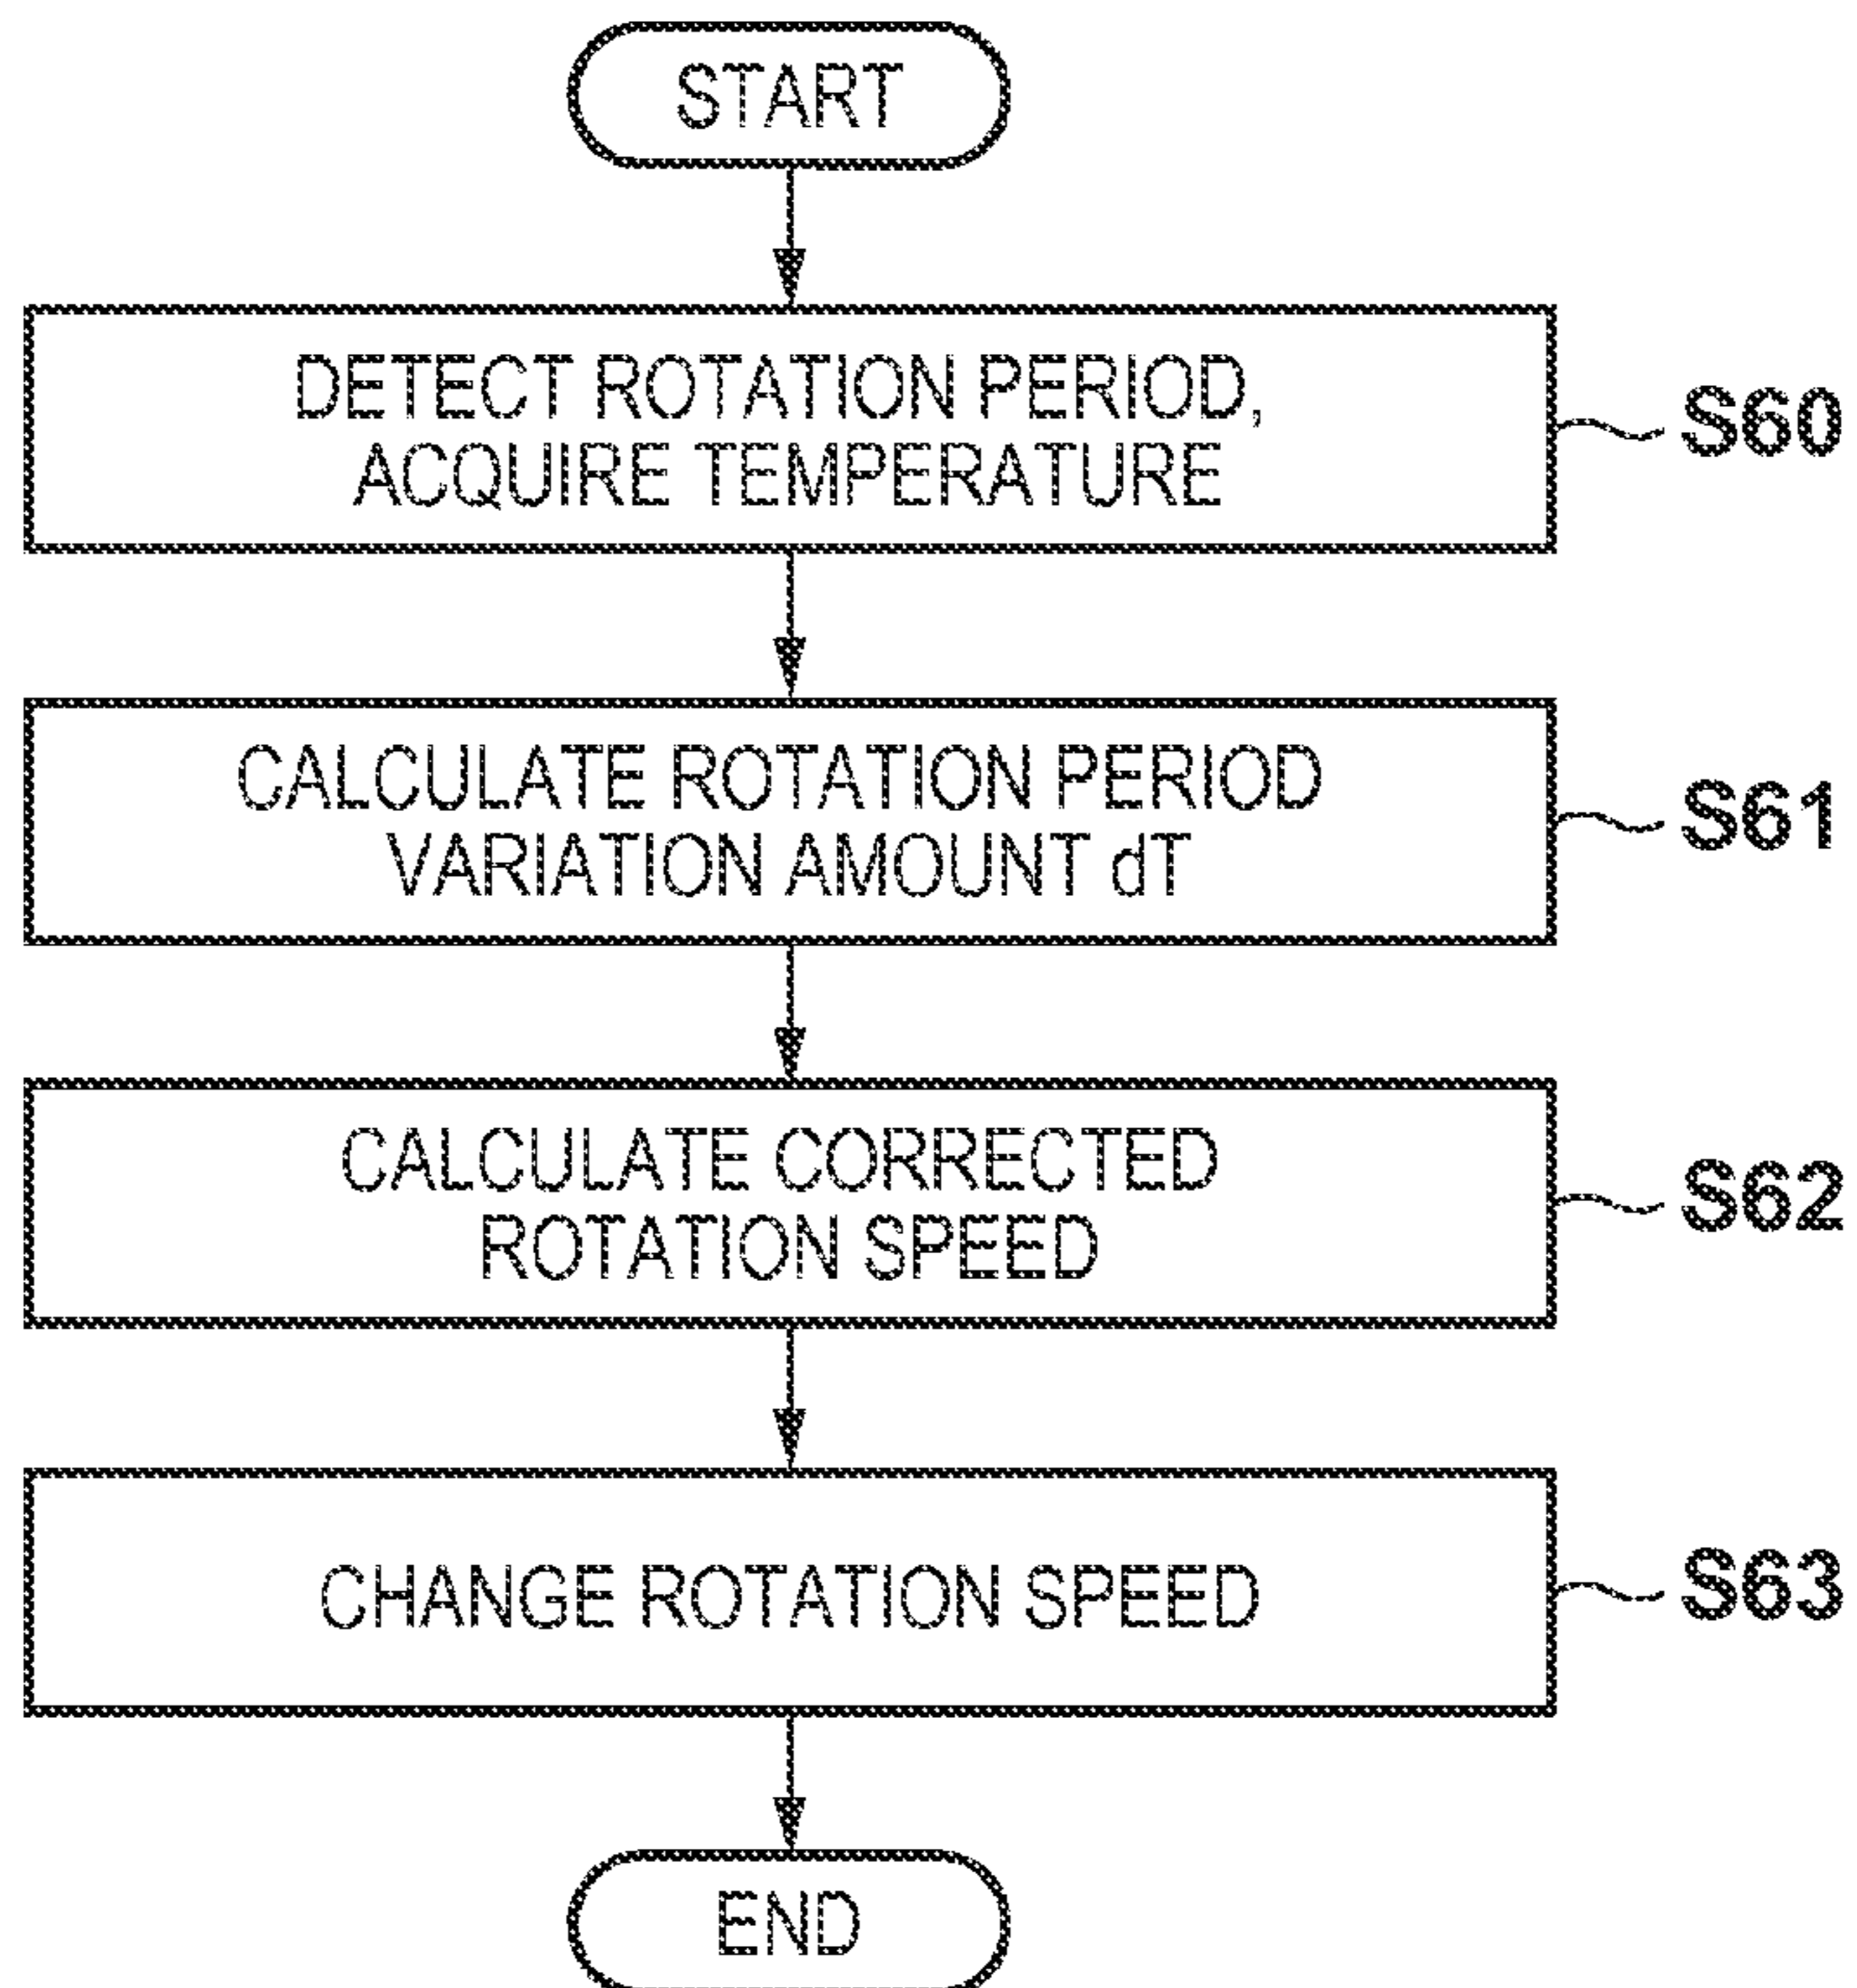 START
DETECT ROTATION PERIOD,
ACQUIRE TEMPERATURE
S60
CALCULATE ROTATION PERIOD
VARIATION AMOUNT dT
S61
CALCULATE CORRECTED
ROTATION SPEED
S62
CHANGE ROTATION SPEED
S63
END